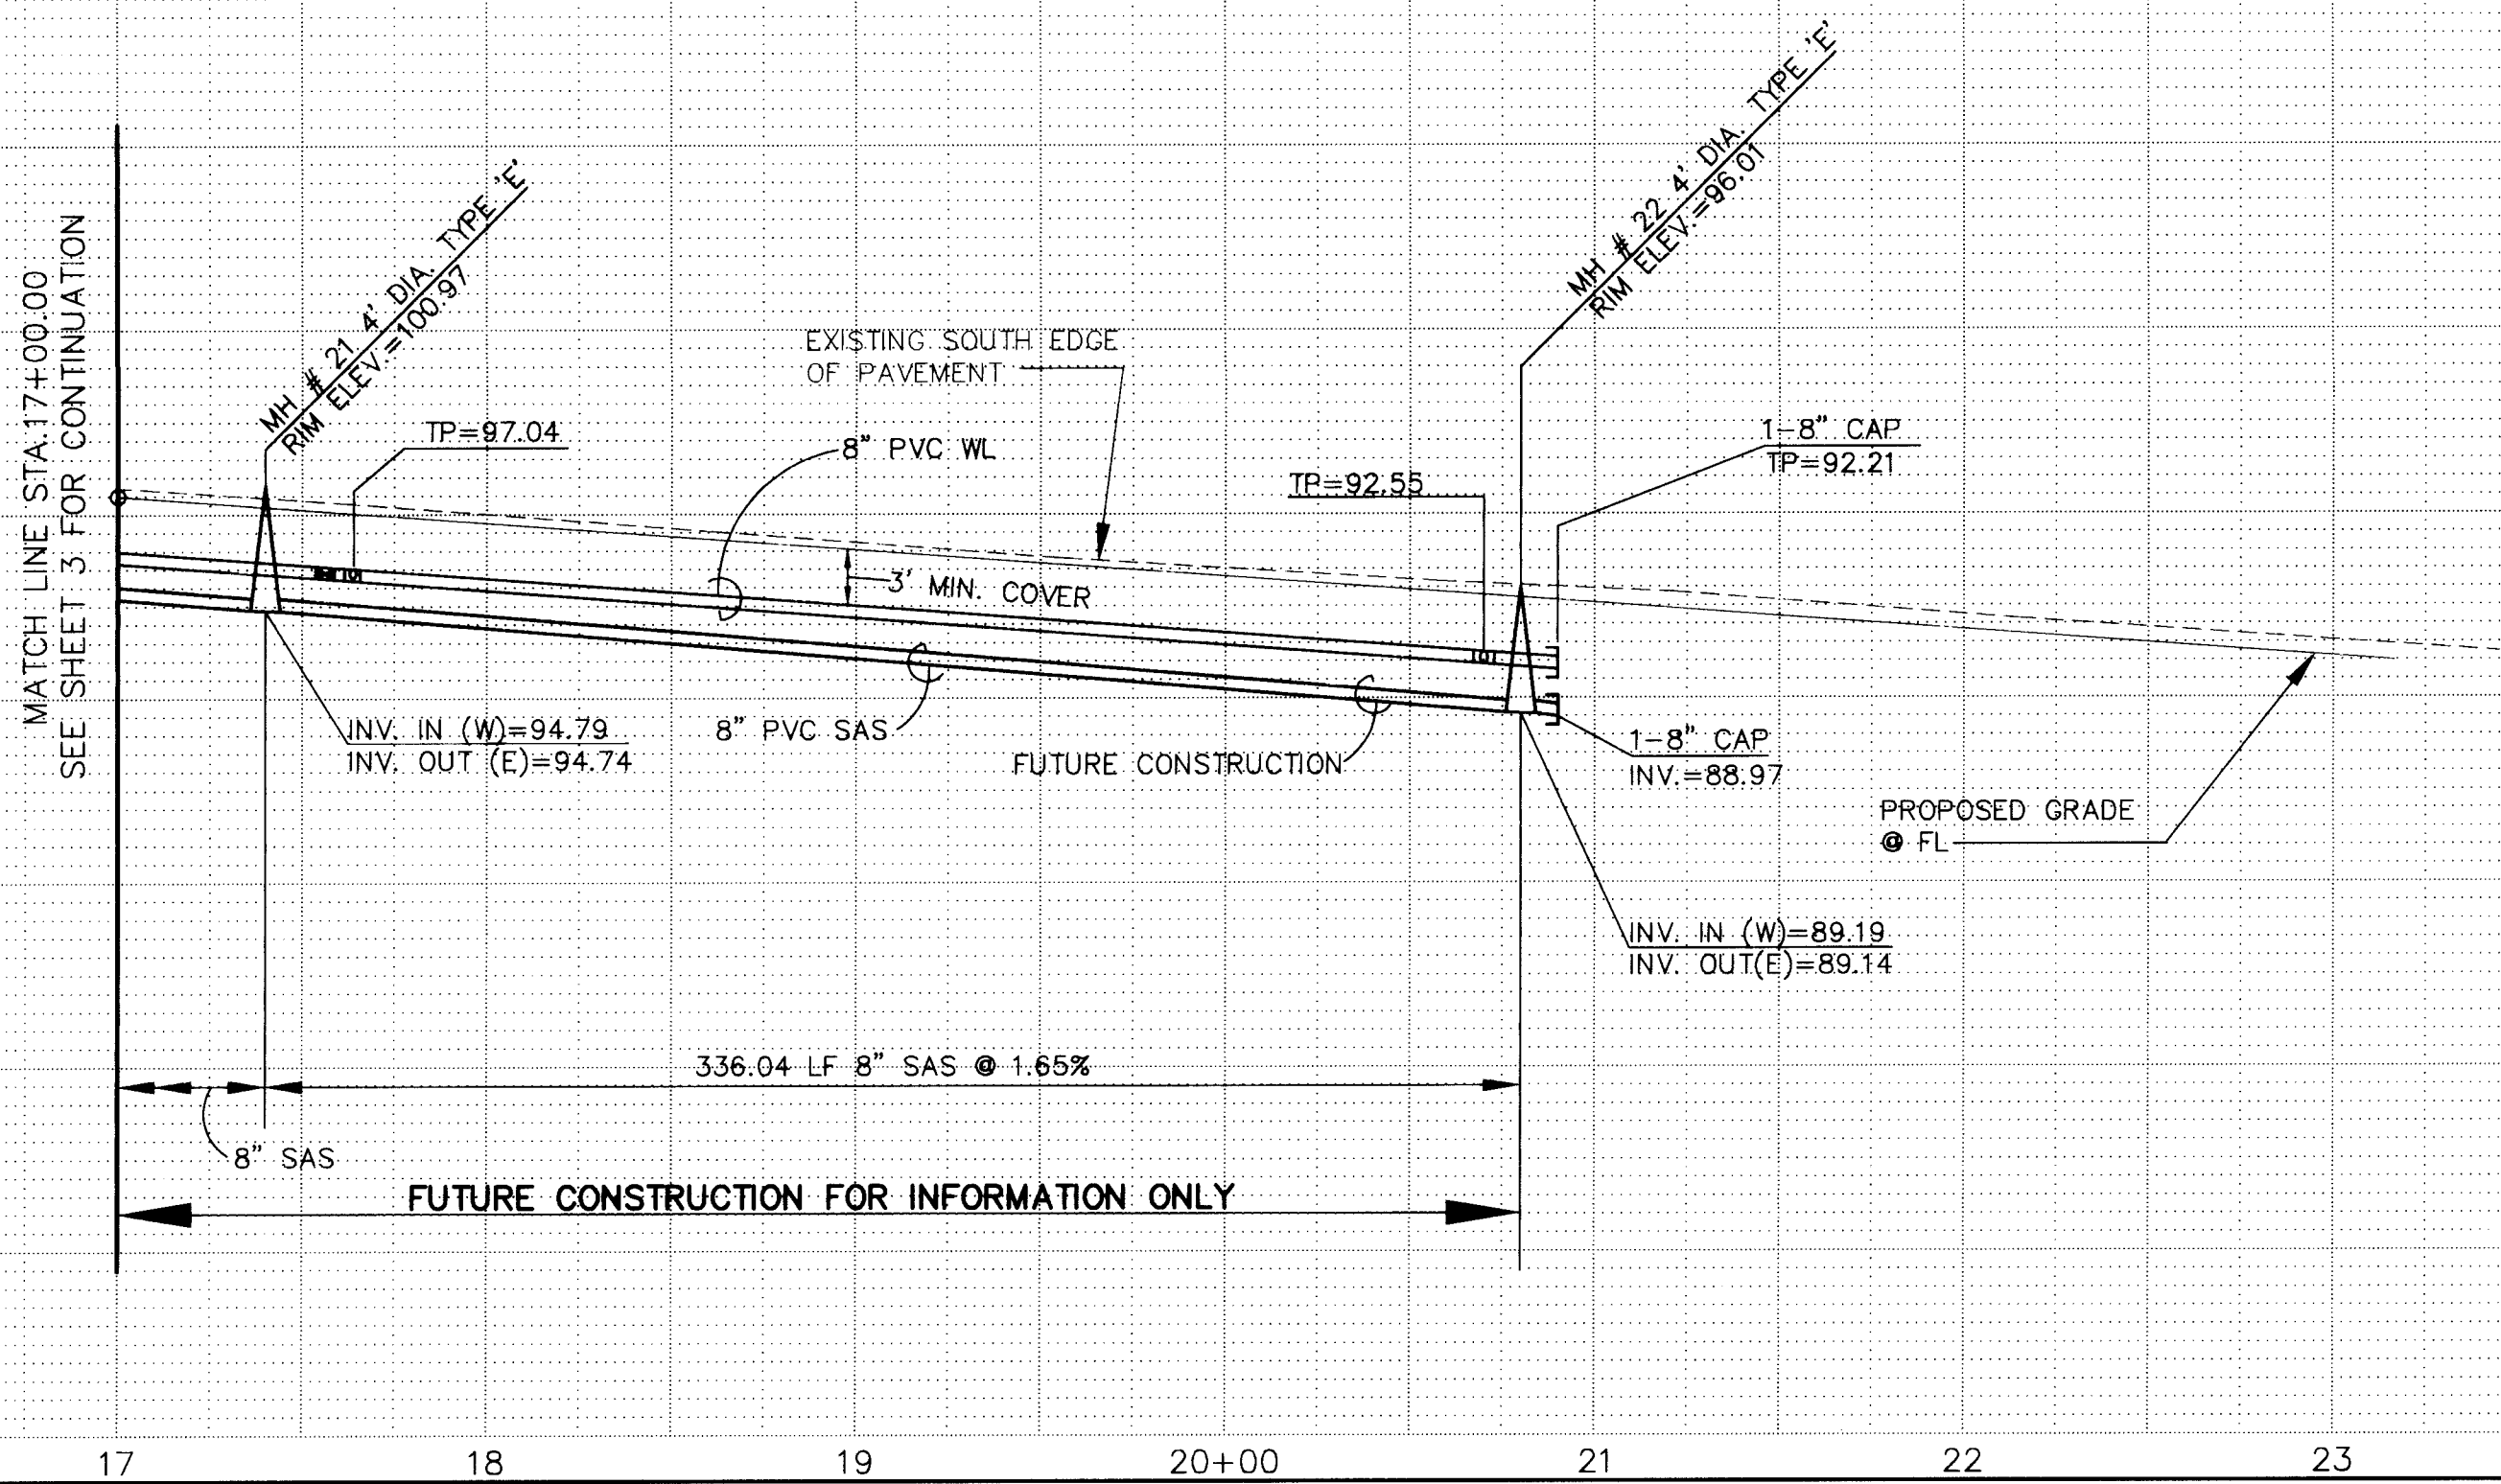 MATCH LINE STA.17+00.00
SEE SHEET 3 FOR CONTINUATION
MH # 21 4' DIA. TYPE 'E'
RIM ELEV.=100.97
TP=97.04
EXISTING SOUTH EDGE
OF PAVEMENT
8" PVC WL
3' MIN. COVER
TP=92.55
MH # 22 4' DIA. TYPE 'E'
RIM ELEV.=96.01
1-8" CAP
TP=92.21
INV. IN (W)=94.79
INV. OUT (E)=94.74
8" PVC SAS
FUTURE CONSTRUCTION
1-8" CAP
INV.=88.97
PROPOSED GRADE
@ FL
INV. IN (W)=89.19
INV. OUT(E)=89.14
336.04 LF 8" SAS @ 1.65%
8" SAS
FUTURE CONSTRUCTION FOR INFORMATION ONLY
17 18 19 20+00 21 22 23